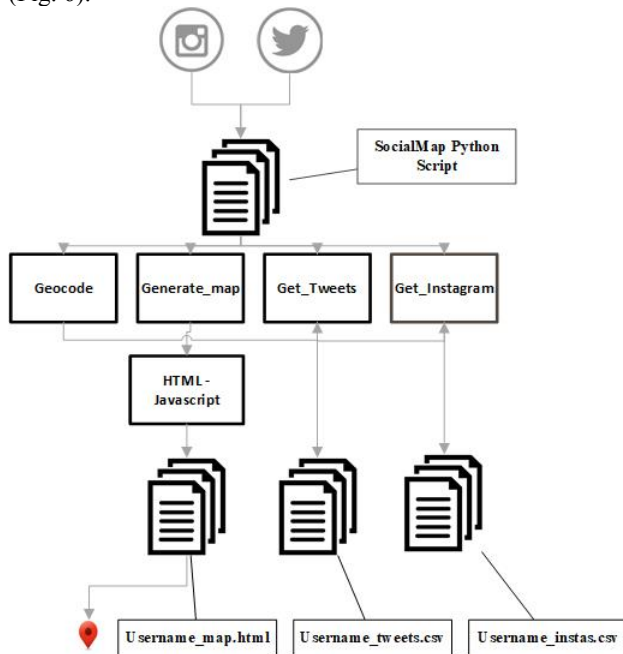 (Fig. 6).
SocialMap Python
Script
Geocode
Generate_map
Get_Tweets
Get_Instagram
HTML -
Javascript
Username_map.html
Username_tweets.csv
Username_instas.csv